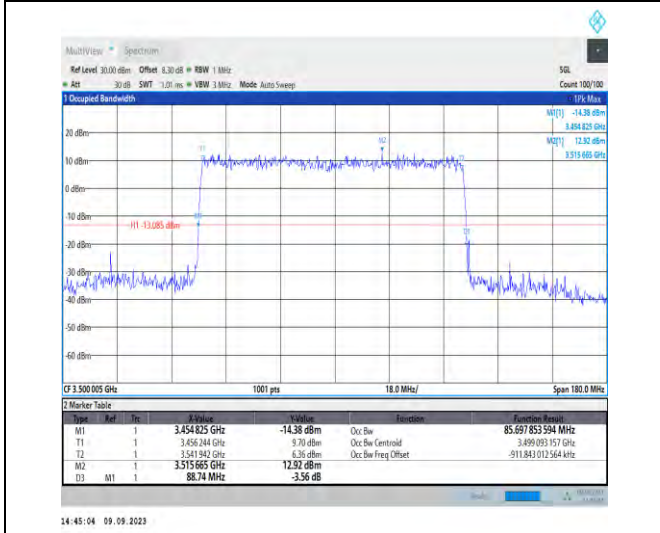 MultiView Spectrum
Ref Level 30.00 dBm Offset 8.30 dB RBW 1 MHz SGL
Att 30 dB SWT 1.01 ms VBW 3 MHz Mode Auto Sweep Count 100/100
1 Occupied Bandwidth 1Pk Max
M1[1] -14.38 dBm
3.454 825 GHz
M2[1] 12.92 dBm
3.515 665 GHz
20 dBm
M2
T1
T2
10 dBm
0 dBm
-10 dBm
M1
H1 -13.085 dBm
D3
-20 dBm
-30 dBm
-40 dBm
-50 dBm
-60 dBm
CF 3.500 005 GHz 1001 pts 18.0 MHz/ Span 180.0 MHz
2 Marker Table
Type Ref Trc X-Value Y-Value Function Function Result
M1 1 3.454 825 GHz -14.38 dBm Occ Bw 85.697 853 594 MHz
T1 1 3.456 244 GHz 9.70 dBm Occ Bw Centroid 3.499 093 157 GHz
T2 1 3.541 942 GHz 6.36 dBm Occ Bw Freq Offset -911.843 012 564 kHz
M2 1 3.515 665 GHz 12.92 dBm
D3 M1 1 88.74 MHz -3.56 dB
14:45:04 09.09.2023